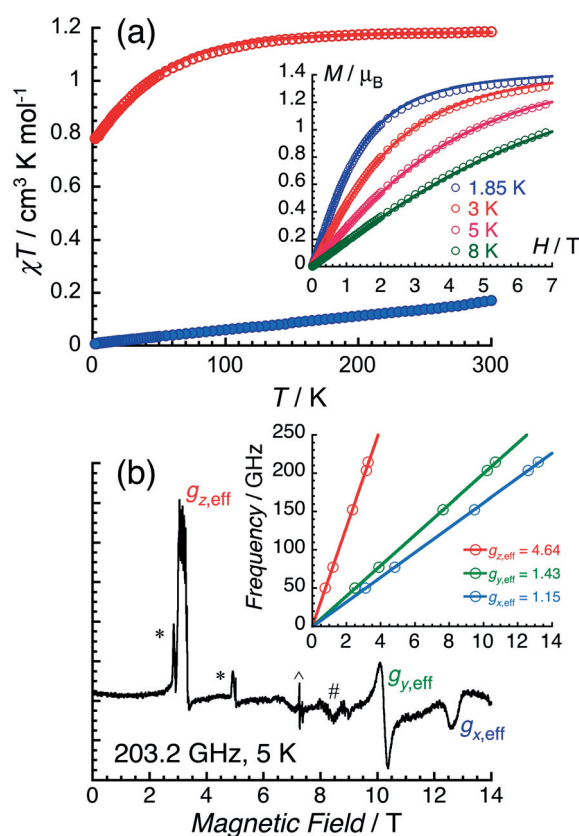 (a)
χT / cm³ K mol⁻¹
1.2
1
0.8
0.6
0.4
0.2
0
0
100
200
300
T / K
M / μB
1.4
1.2
1
0.8
0.6
0.4
0.2
0
1.85 K
3 K
5 K
8 K
H / T
0 1 2 3 4 5 6 7
(b)
gz,eff
*
*
^
#
gy,eff
gx,eff
203.2 GHz, 5 K
0 2 4 6 8 10 12 14
Magnetic Field / T
Frequency / GHz
250
200
150
100
50
0
gz,eff = 4.64
gy,eff = 1.43
gx,eff = 1.15
0 2 4 6 8 10 12 14